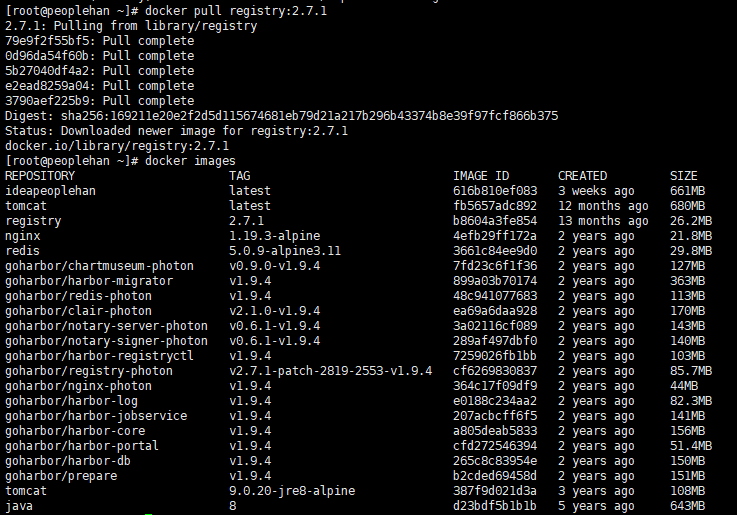 [root@peoplehan ~]# docker pull registry:2.7.1
2.7.1: Pulling from library/registry
79e9f2f55bf5: Pull complete
0d96da54f60b: Pull complete
5b27040df4a2: Pull complete
e2ead8259a04: Pull complete
3790aef225b9: Pull complete
Digest: sha256:169211e20e2f2d5d115674681eb79d21a217b296b43374b8e39f97fcf866b375
Status: Downloaded newer image for registry:2.7.1
docker.io/library/registry:2.7.1
[root@peoplehan ~]# docker images
REPOSITORY TAG IMAGE ID CREATED SIZE
ideapeoplehan latest 616b810ef083 3 weeks ago 661MB
tomcat latest fb5657adc892 12 months ago 680MB
registry 2.7.1 b8604a3fe854 13 months ago 26.2MB
nginx 1.19.3-alpine 4efb29ff172a 2 years ago 21.8MB
redis 5.0.9-alpine3.11 3661c84ee9d0 2 years ago 29.8MB
goharbor/chartmuseum-photon v0.9.0-v1.9.4 7fd23c6f1f36 2 years ago 127MB
goharbor/harbor-migrator v1.9.4 899a03b70174 2 years ago 363MB
goharbor/redis-photon v1.9.4 48c941077683 2 years ago 113MB
goharbor/clair-photon v2.1.0-v1.9.4 ea69a6daa928 2 years ago 170MB
goharbor/notary-server-photon v0.6.1-v1.9.4 3a02116cf089 2 years ago 143MB
goharbor/notary-signer-photon v0.6.1-v1.9.4 289af497dbf0 2 years ago 140MB
goharbor/harbor-registryctl v1.9.4 7259026fb1bb 2 years ago 103MB
goharbor/registry-photon v2.7.1-patch-2819-2553-v1.9.4 cf6269830837 2 years ago 85.7MB
goharbor/nginx-photon v1.9.4 364c17f09df9 2 years ago 44MB
goharbor/harbor-log v1.9.4 e0188c234aa2 2 years ago 82.3MB
goharbor/harbor-jobservice v1.9.4 207acbcff6f5 2 years ago 141MB
goharbor/harbor-core v1.9.4 a805deab5833 2 years ago 156MB
goharbor/harbor-portal v1.9.4 cfd272546394 2 years ago 51.4MB
goharbor/harbor-db v1.9.4 265c8c83954e 2 years ago 150MB
goharbor/prepare v1.9.4 b2cded69458d 2 years ago 151MB
tomcat 9.0.20-jre8-alpine 387f9d021d3a 3 years ago 108MB
java 8 d23bdf5b1b1b 5 years ago 643MB